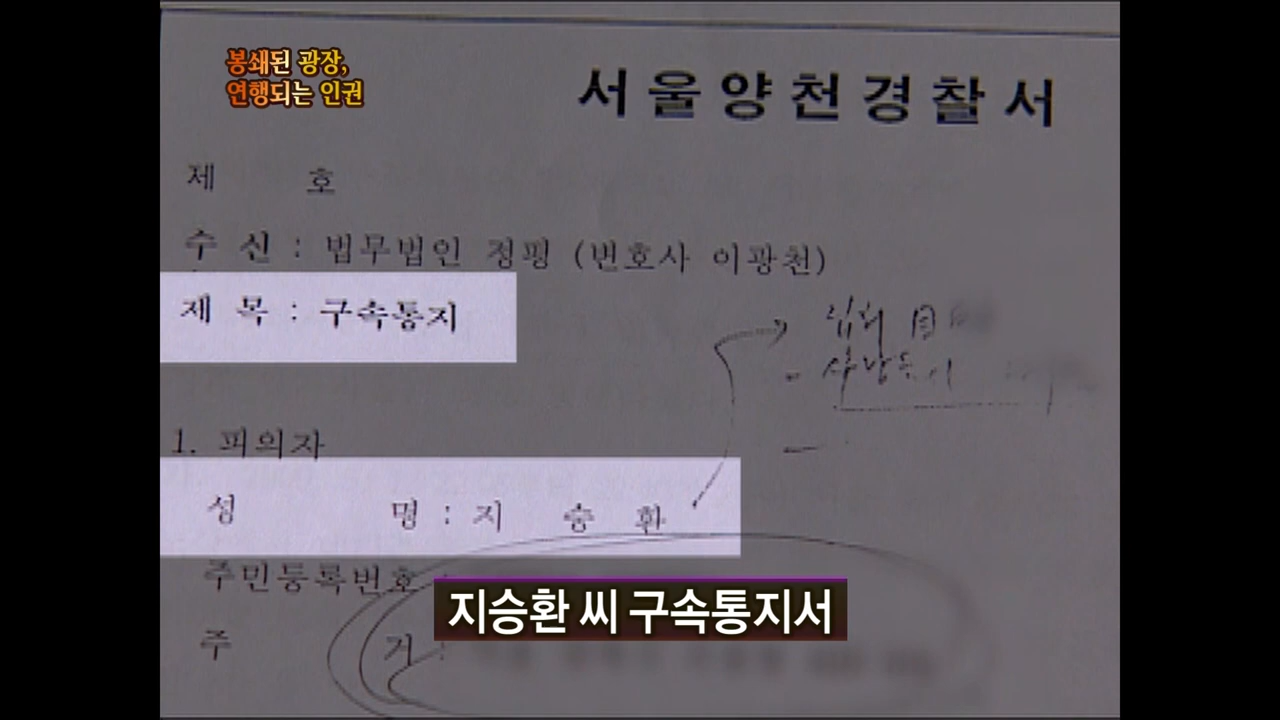 봉쇄된 광장,
연행되는 인권
서울양천경찰서
제 호
수 신 : 법무법인 정평 (변호사 이광천)
제 목 : 구속통지
1. 피의자
성 명 : 지 승 환
주민등록번호 :
주 거 :
지승환 씨 구속통지서